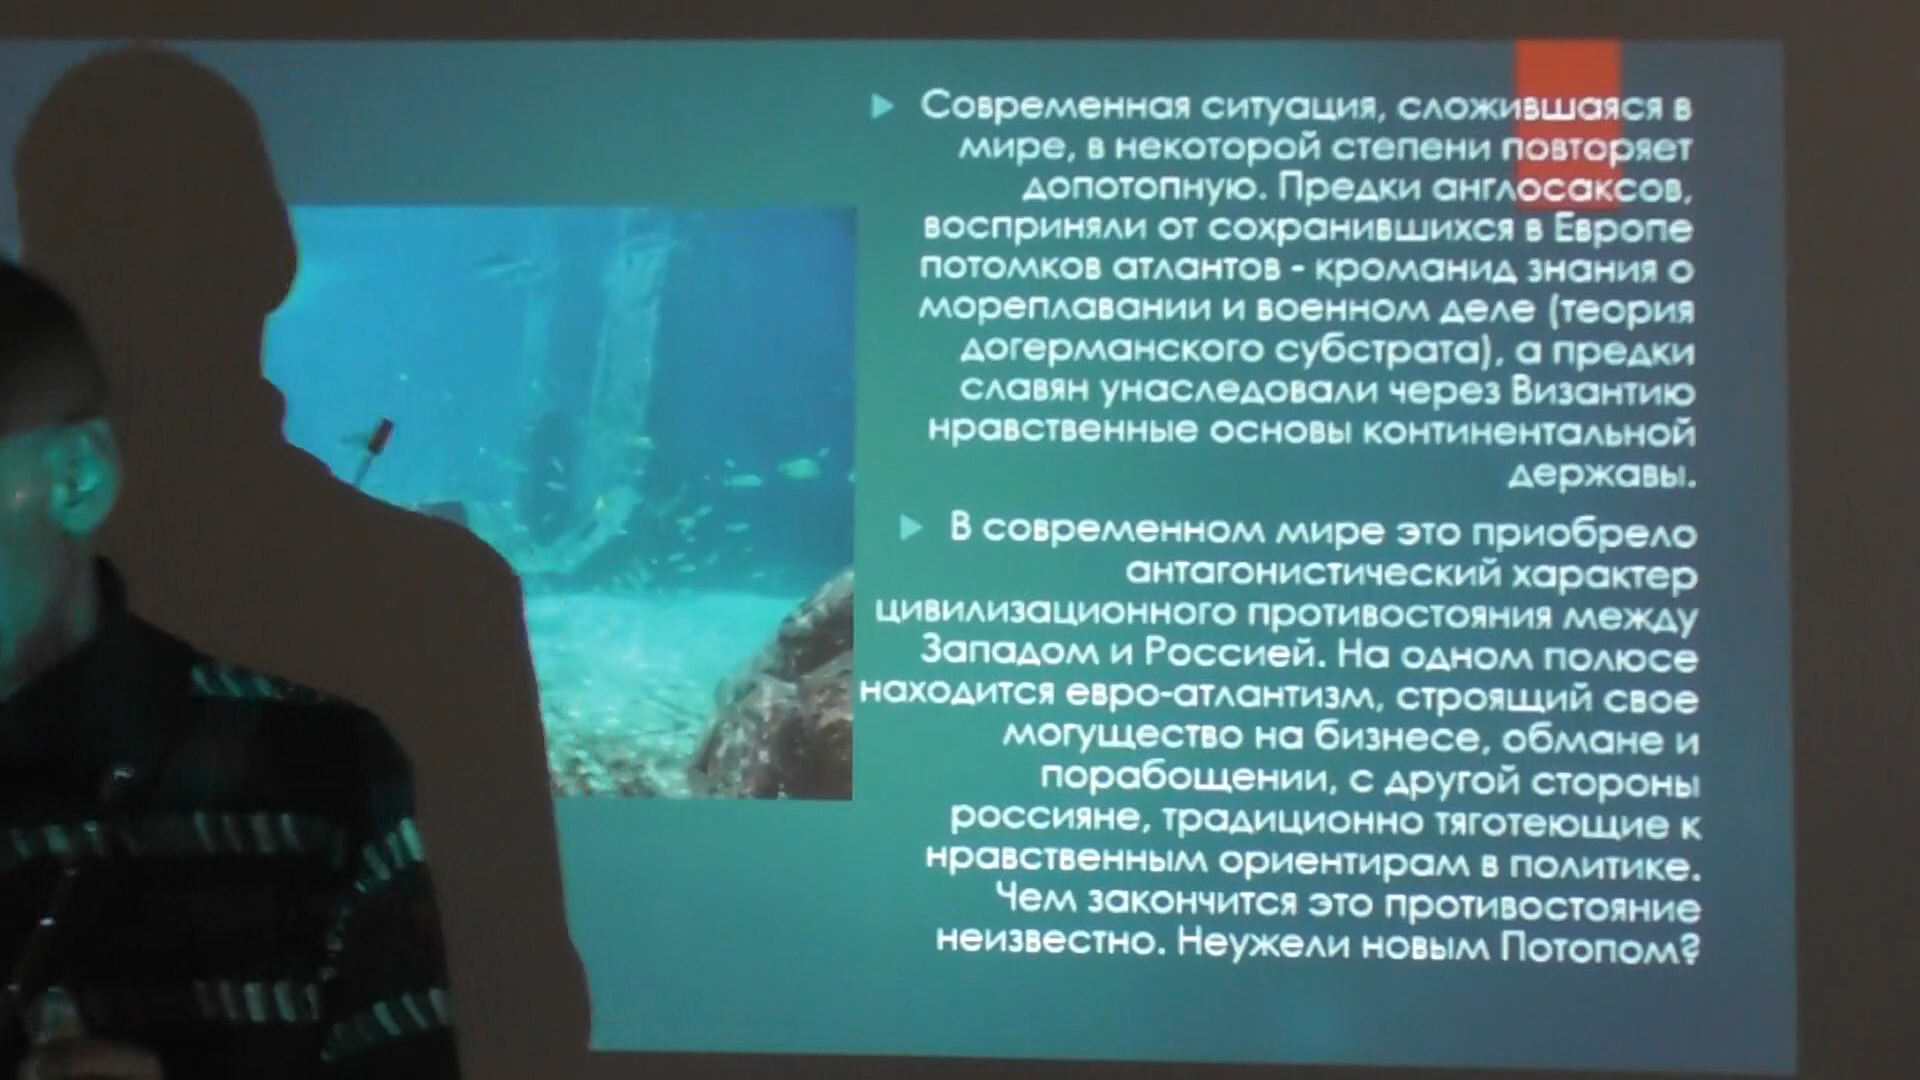 Современная ситуация, сложившаяся в
мире, в некоторой степени повторяет
допотопную. Предки англосаксов,
восприняли от сохранившихся в Европе
потомков атлантов - кроманид знания о
мореплавании и военном деле (теория
догерманского субстрата), а предки
славян унаследовали через Византию
нравственные основы континентальной
державы.
В современном мире это приобрело
антагонистический характер
цивилизационного противостояния между
Западом и Россией. На одном полюсе
находится евро-атлантизм, строящий свое
могущество на бизнесе, обмане и
порабощении, с другой стороны
россияне, традиционно тяготеющие к
нравственным ориентирам в политике.
Чем закончится это противостояние
неизвестно. Неужели новым Потопом?